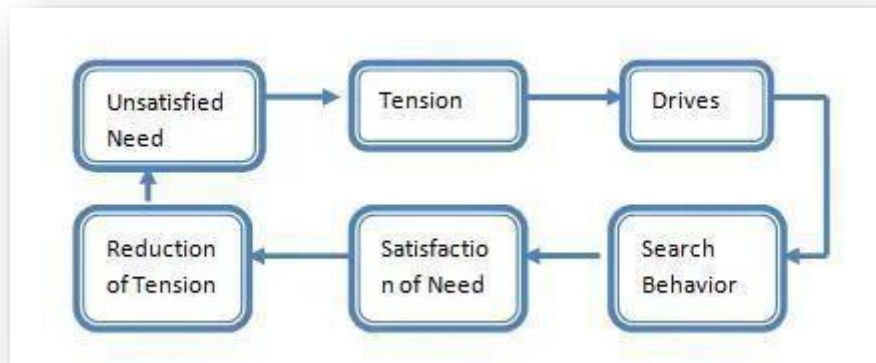 Unsatisfied
Need
Tension
Drives
Reduction
of Tension
Satisfactio
n of Need
Search
Behavior